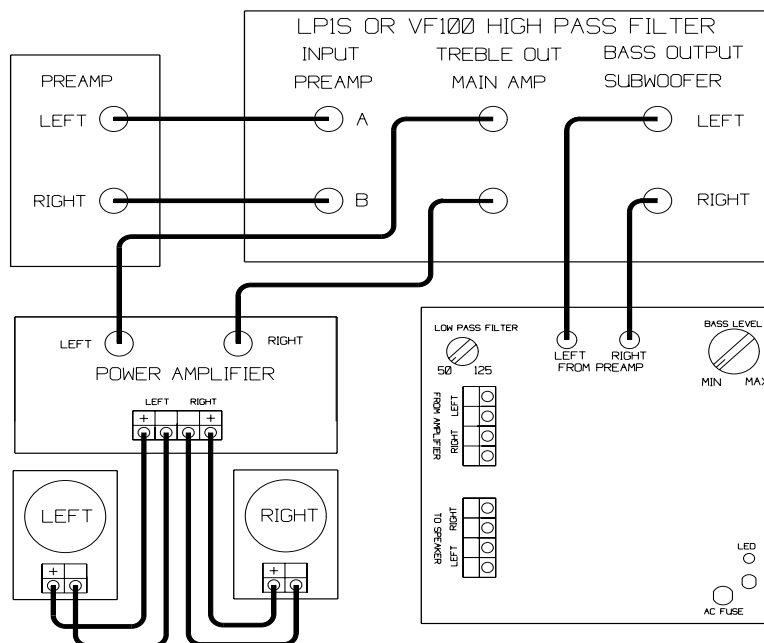 LP1S OR VF100 HIGH PASS FILTER
INPUT PREAMP
TREBLE OUT MAIN AMP
BASS OUTPUT SUBWOOFER
PREAMP
LEFT
RIGHT
A
B
LEFT
RIGHT
LEFT
RIGHT
POWER AMPLIFIER
LEFT
RIGHT
+
+
LEFT
+
RIGHT
+
LOW PASS FILTER
50
125
LEFT
RIGHT
FROM PREAMP
BASS LEVEL
MIN
MAX
FROM AMPLIFIER
LEFT
RIGHT
TO SPEAKER
RIGHT
LEFT
LED
AC FUSE